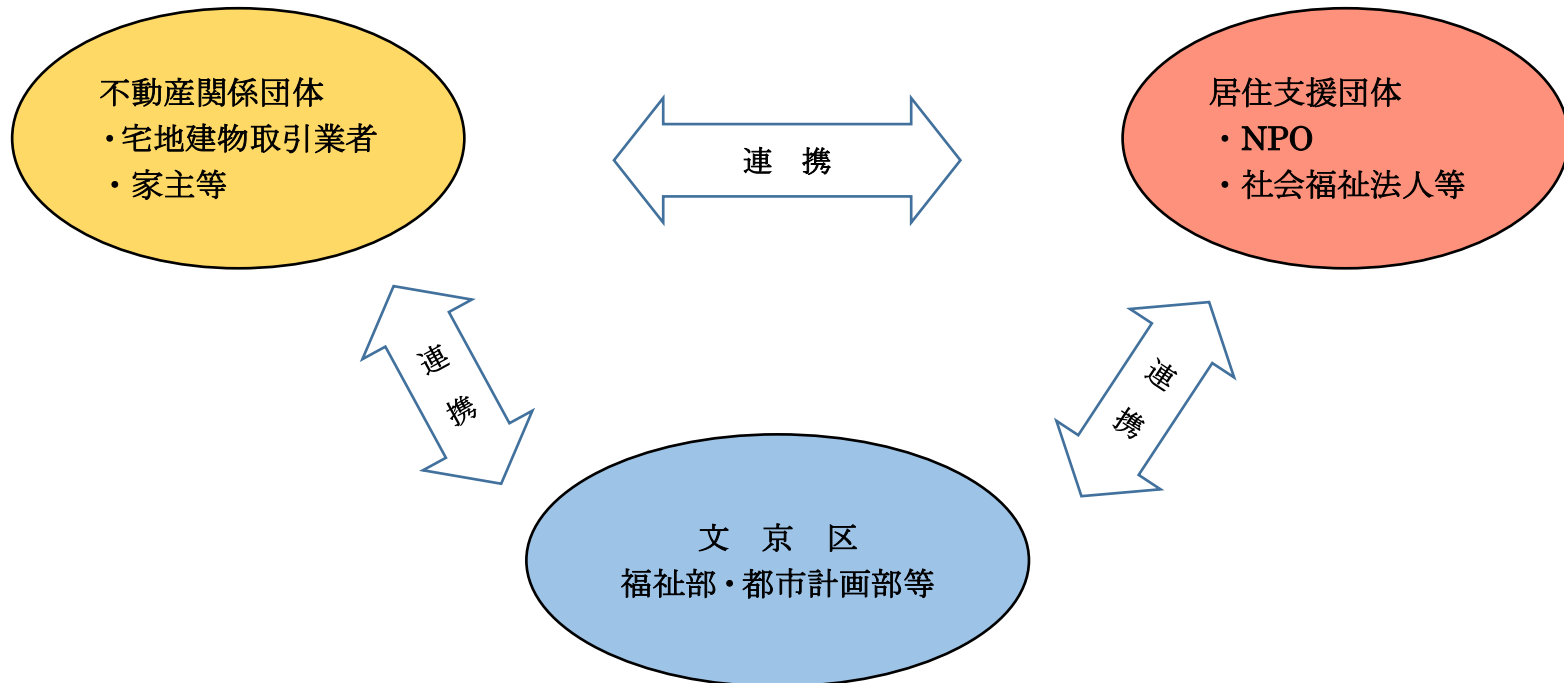 不動産関係団体
・宅地建物取引業者
・家主等
連　携
居住支援団体
・NPO
・社会福祉法人等
連
携
連
携
文　京　区
福祉部・都市計画部等